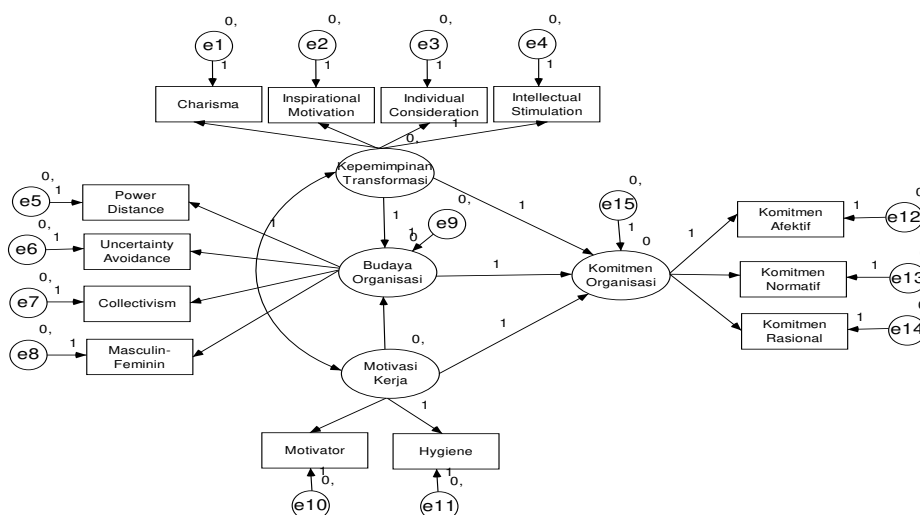 0,
0,
0,
0,
e1
e2
e3
e4
1
1
1
1
Charisma
Inspirational
Motivation
Individual
Consideration
Intellectual
Stimulation
1
0,
Kepemimpinan
Transformasi
0,
e5
1
Power
Distance
0,
e6
1
Uncertainty
Avoidance
0,
e7
1
Collectivism
0,
e8
1
Masculin-
Feminin
1
1
1
0,
e9
1
0
Budaya
Organisasi
1
0,
e15
1
0
Komitmen
Organisasi
1
Komitmen
Afektif
1
0
e12
Komitmen
Normatif
1
0
e13
Komitmen
Rasional
1
0
e14
0,
Motivasi
Kerja
1
1
Motivator
Hygiene
1
0,
1
0,
e10
e11